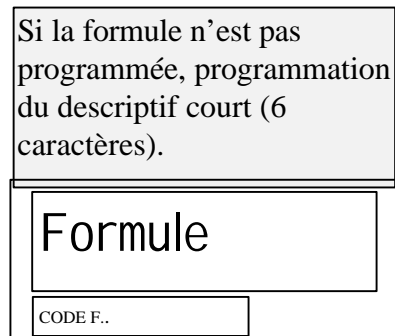 Si la formule n’est pas
programmée, programmation
du descriptif court (6
caractères).
Formule
CODE F..